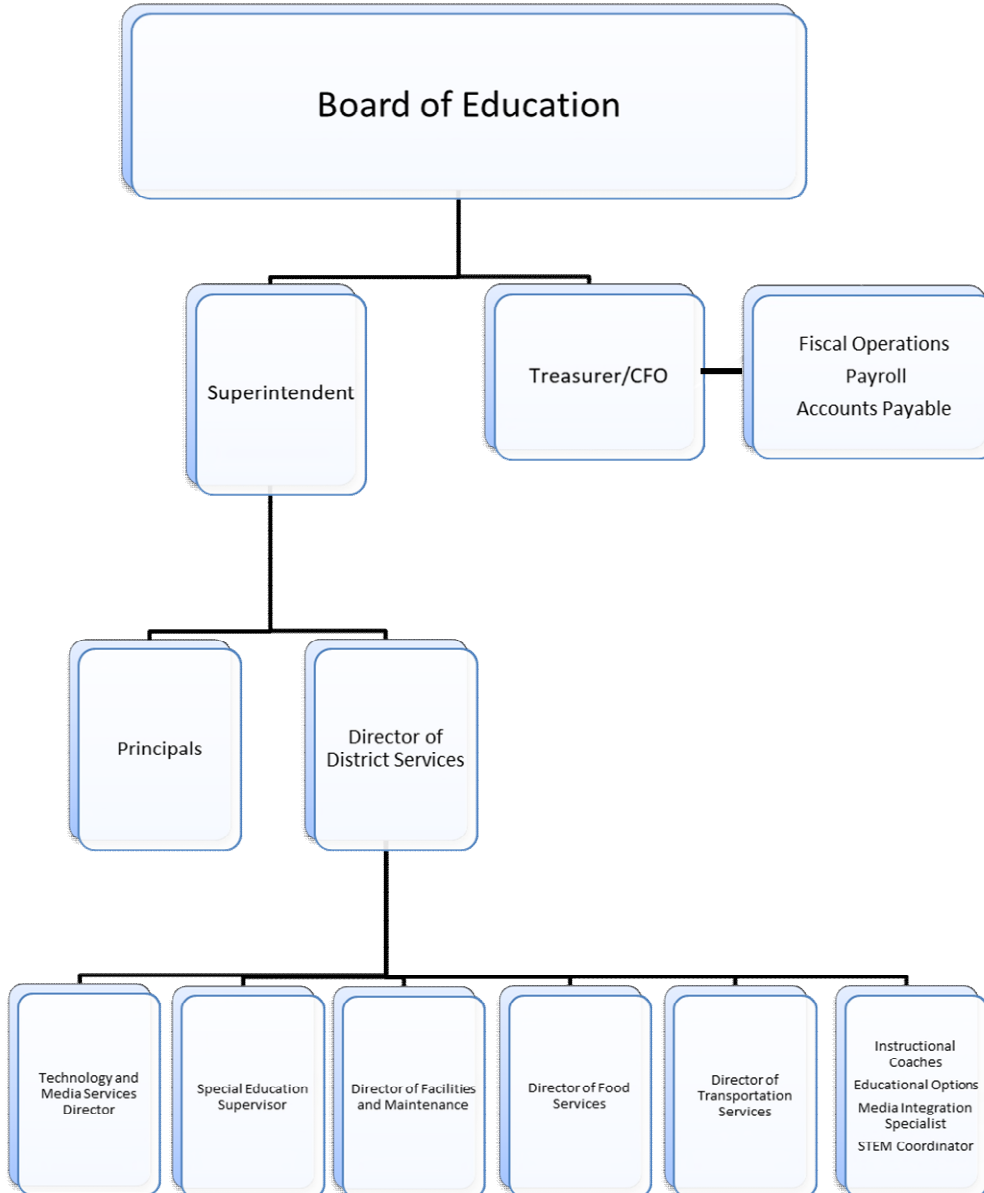 Board of Education
Superintendent
Treasurer/CFO
Fiscal Operations
Payroll
Accounts Payable
Principals
Director of
District Services
Technology and
Media Services
Director
Special Education
Supervisor
Director of Facilities
and Maintenance
Director of Food
Services
Director of
Transportation
Services
Instructional
Coaches
Educational Options
Media Integration
Specialist
STEM Coordinator